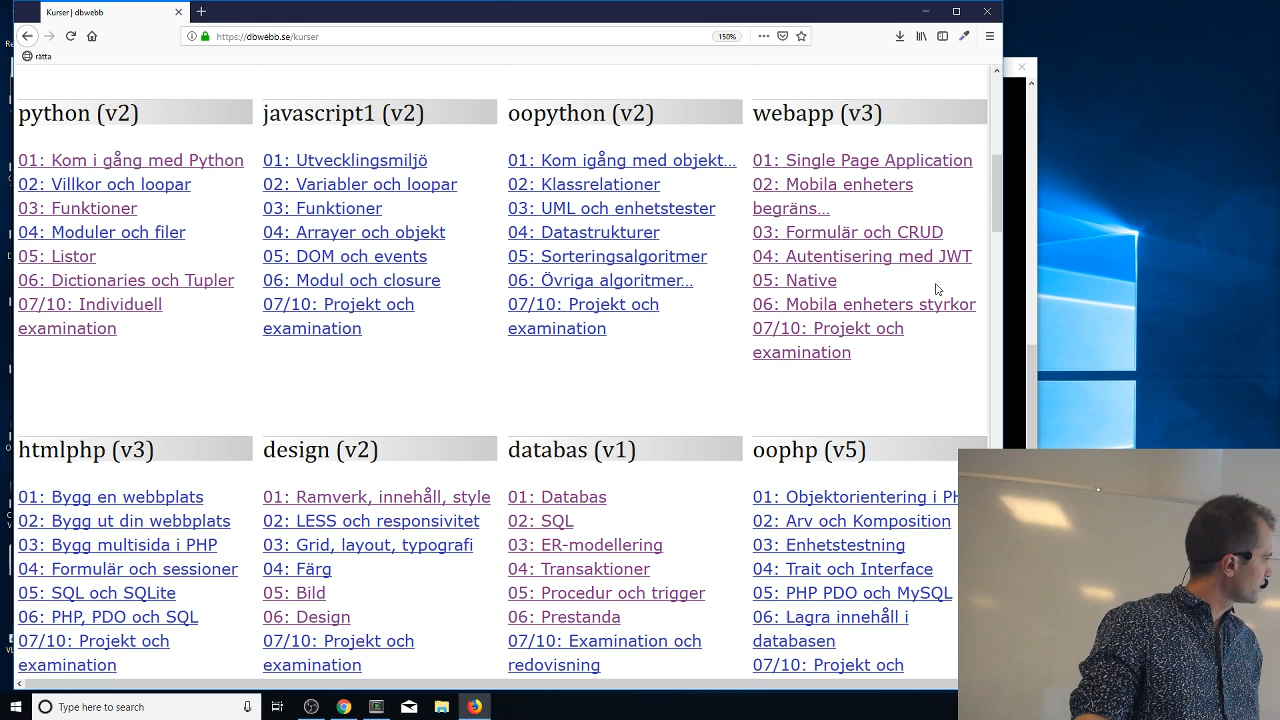 Kurser | dbwebb
https://dbwebb.se/kurser
150%
rätta
python (v2)
01: Kom i gång med Python
02: Villkor och loopar
03: Funktioner
04: Moduler och filer
05: Listor
06: Dictionaries och Tupler
07/10: Individuell
examination
javascript1 (v2)
01: Utvecklingsmiljö
02: Variabler och loopar
03: Funktioner
04: Arrayer och objekt
05: DOM och events
06: Modul och closure
07/10: Projekt och
examination
oopython (v2)
01: Kom igång med objekt...
02: Klassrelationer
03: UML och enhetstester
04: Datastrukturer
05: Sorteringsalgoritmer
06: Övriga algoritmer...
07/10: Projekt och
examination
webapp (v3)
01: Single Page Application
02: Mobila enheters
begräns...
03: Formulär och CRUD
04: Autentisering med JWT
05: Native
06: Mobila enheters styrkor
07/10: Projekt och
examination
htmlphp (v3)
01: Bygg en webbplats
02: Bygg ut din webbplats
03: Bygg multisida i PHP
04: Formulär och sessioner
05: SQL och SQLite
06: PHP, PDO och SQL
07/10: Projekt och
examination
design (v2)
01: Ramverk, innehåll, style
02: LESS och responsivitet
03: Grid, layout, typografi
04: Färg
05: Bild
06: Design
07/10: Projekt och
examination
databas (v1)
01: Databas
02: SQL
03: ER-modellering
04: Transaktioner
05: Procedur och trigger
06: Prestanda
07/10: Examination och
redovisning
oophp (v5)
01: Objektorientering i PH
02: Arv och Komposition
03: Enhetstestning
04: Trait och Interface
05: PHP PDO och MySQL
06: Lagra innehåll i
databasen
07/10: Projekt och
Type here to search